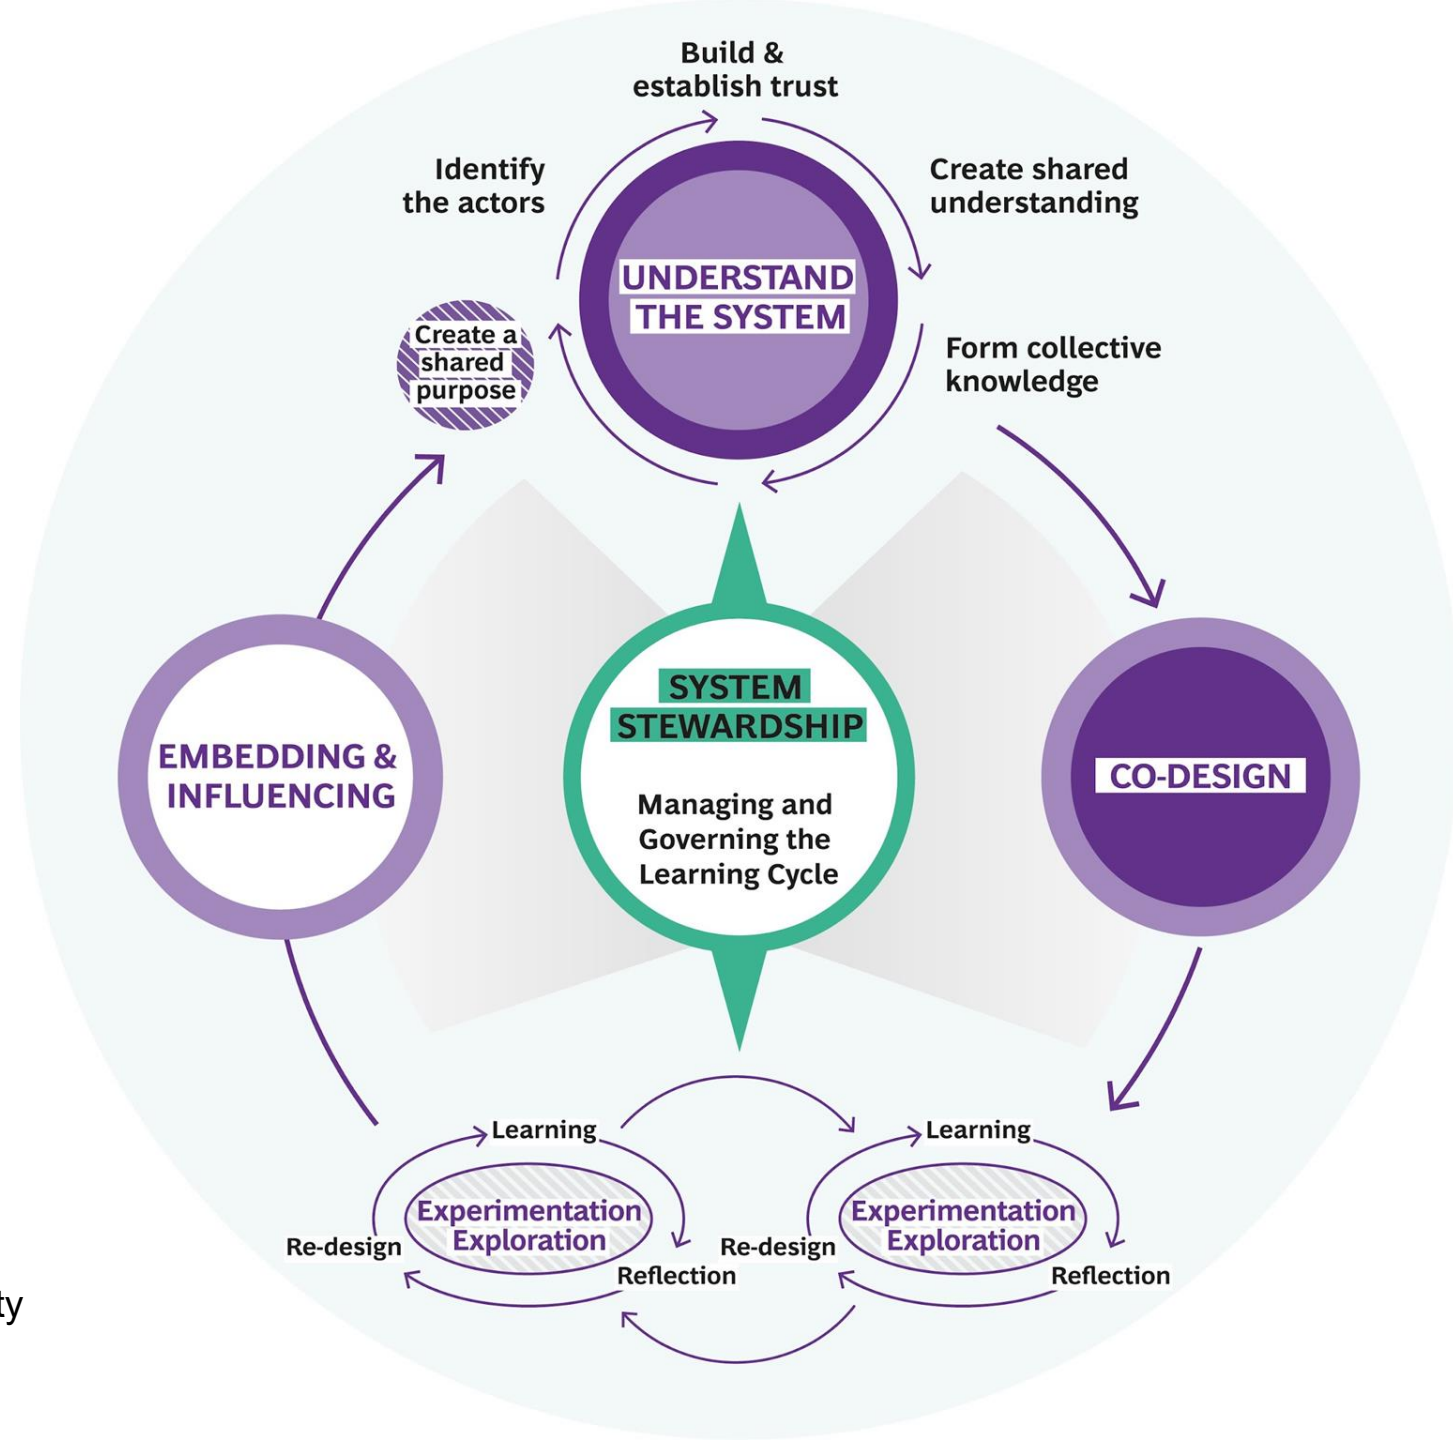 Build &
establish trust
Identify
the actors
Create shared
understanding
UNDERSTAND
THE SYSTEM
Create a
shared
purpose
Form collective
knowledge
SYSTEM
STEWARDSHIP
Managing and
Governing the
Learning Cycle
EMBEDDING &
INFLUENCING
CO-DESIGN
Learning
Experimentation
Exploration
Re-design
Reflection
Learning
Experimentation
Exploration
Re-design
Reflection
ty